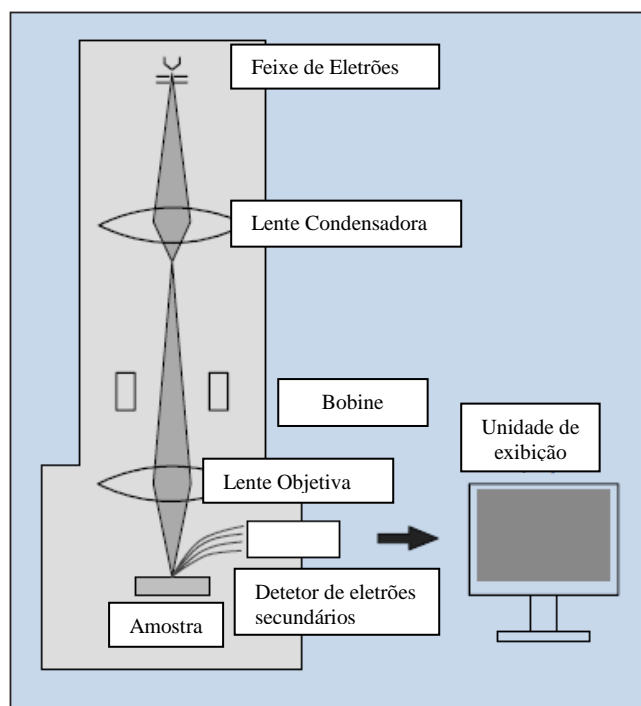 Feixe de Eletrões
Lente Condensadora
Bobine
Unidade de
exibição
Lente Objetiva
Detetor de eletrões
secundários
Amostra